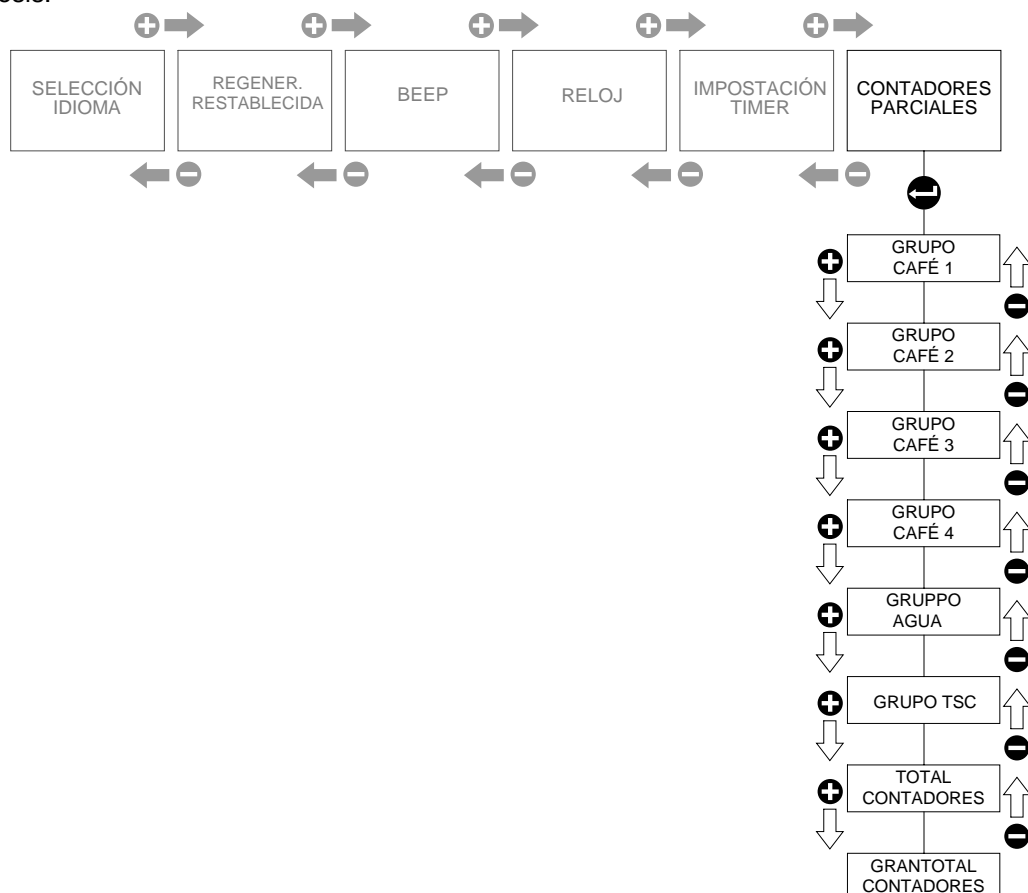 SELECCIÓN
IDIOMA
REGENER.
RESTABLECIDA
BEEP
RELOJ
IMPOSTACIÓN
TIMER
CONTADORES
PARCIALES
GRUPO
CAFÉ 1
GRUPO
CAFÉ 2
GRUPO
CAFÉ 3
GRUPO
CAFÉ 4
GRUPPO
AGUA
GRUPO TSC
TOTAL
CONTADORES
GRANTOTAL
CONTADORES